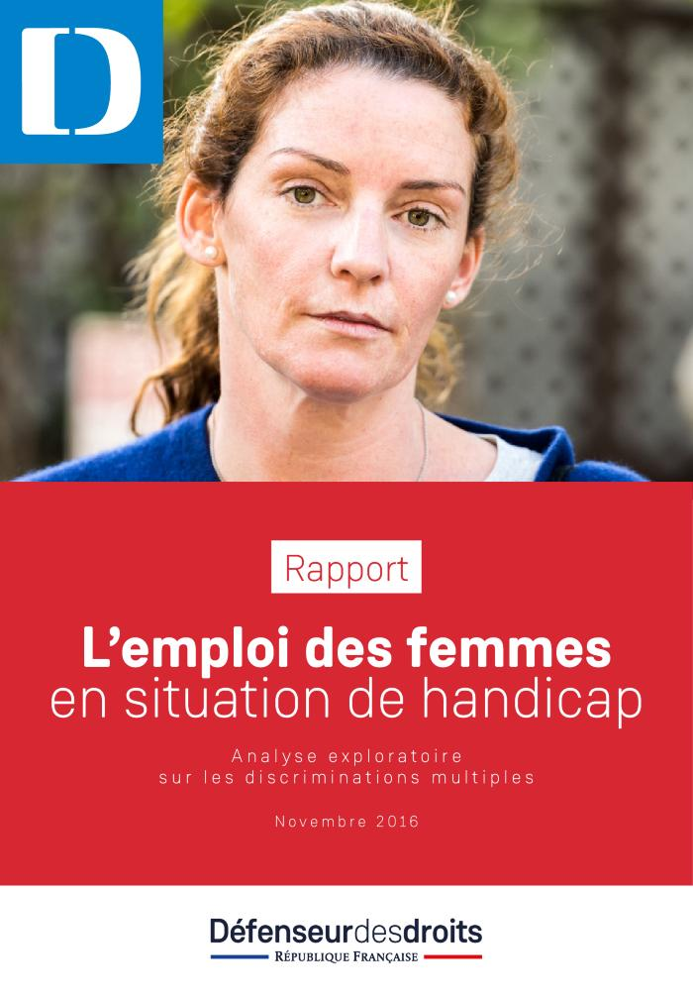 D
Rapport
L’emploi des femmes
en situation de handicap
Analyse exploratoire
sur les discriminations multiples
Novembre 2016
Défenseurdesdroits
RÉPUBLIQUE FRANÇAISE